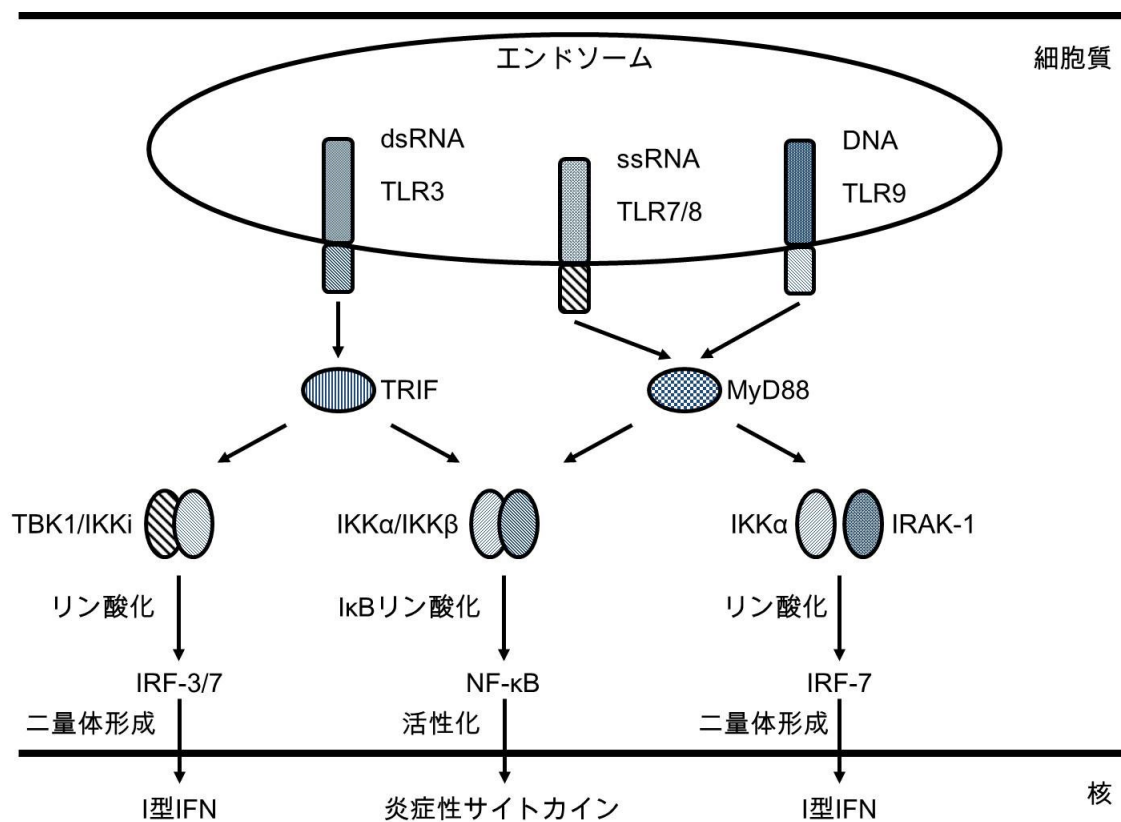 エンドソーム
細胞質
dsRNA
TLR3
ssRNA
TLR7/8
DNA
TLR9
TRIF
MyD88
TBK1/IKKi
IKKα/IKKβ
IKKα
IRAK-1
リン酸化
IκBリン酸化
リン酸化
IRF-3/7
NF-κB
IRF-7
二量体形成
活性化
二量体形成
核
I型IFN
炎症性サイトカイン
I型IFN